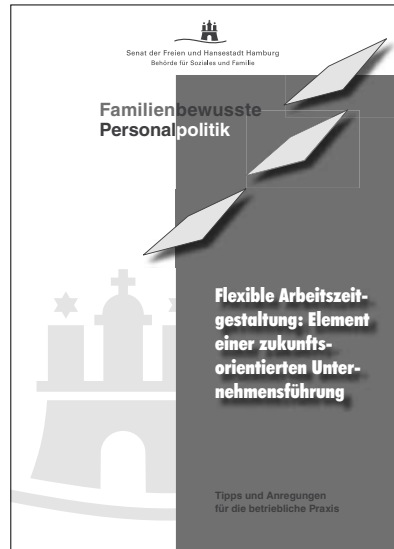 Senat der Freien und Hansestadt Hamburg
Behörde für Soziales und Familie
Familienbewusste
Personalpolitik
Flexible Arbeitszeit-
gestaltung: Element
einer zukunfts-
orientierten Unter-
nehmensführung
Tipps und Anregungen
für die betriebliche Praxis